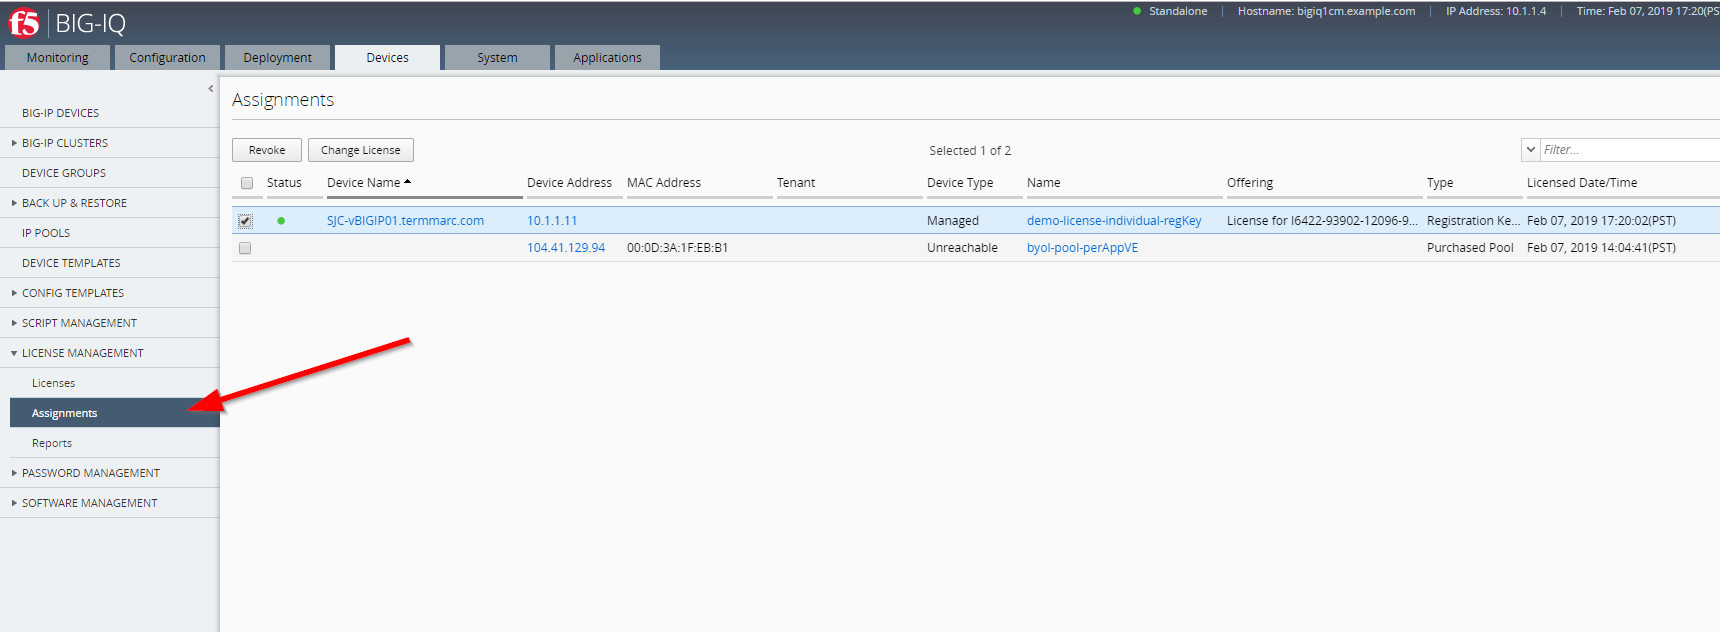 f5 BIG-IQ
Standalone | Hostname: bigiq1cm.example.com | IP Address: 10.1.1.4 | Time: Feb 07, 2019 17:20(PS
Monitoring Configuration Deployment Devices System Applications
BIG-IP DEVICES
BIG-IP CLUSTERS
DEVICE GROUPS
BACK UP & RESTORE
IP POOLS
DEVICE TEMPLATES
CONFIG TEMPLATES
SCRIPT MANAGEMENT
LICENSE MANAGEMENT
Licenses
Assignments
Reports
PASSWORD MANAGEMENT
SOFTWARE MANAGEMENT
Assignments
Revoke Change License Selected 1 of 2 Filter...
Status Device Name Device Address MAC Address Tenant Device Type Name Offering Type Licensed Date/Time
SJC-vBIGIP01.termmarc.com 10.1.1.11 Managed demo-license-individual-regKey License for I6422-93902-12096-9... Registration Ke... Feb 07, 2019 17:20:02(PST)
104.41.129.94 00:0D:3A:1F:EB:B1 Unreachable byol-pool-perAppVE Purchased Pool Feb 07, 2019 14:04:41(PST)